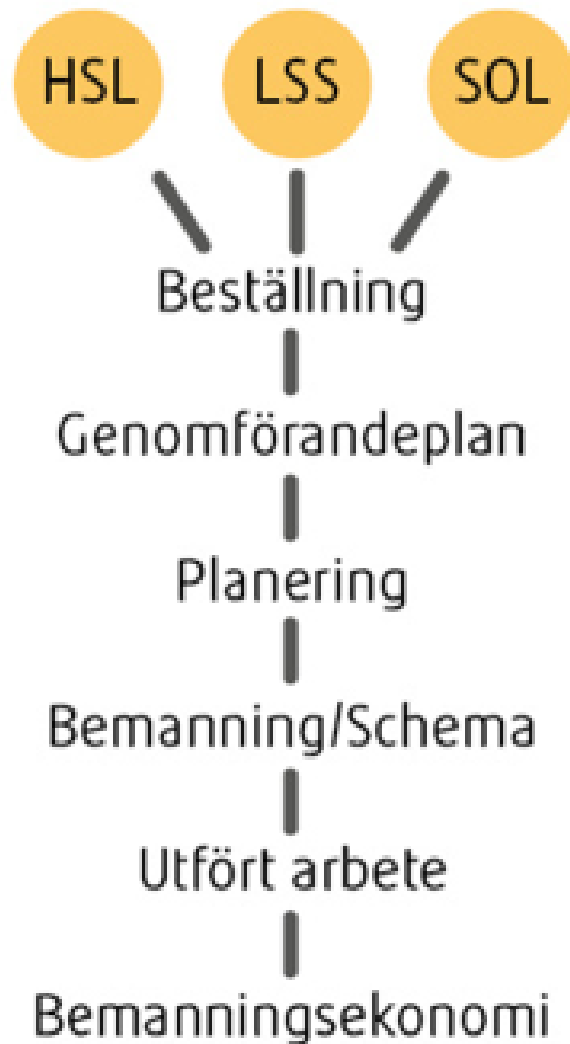 HSL LSS SOL
Beställning
Genomförandeplan
Planering
Bemanning/Schema
Utfört arbete
Bemanningsekonomi